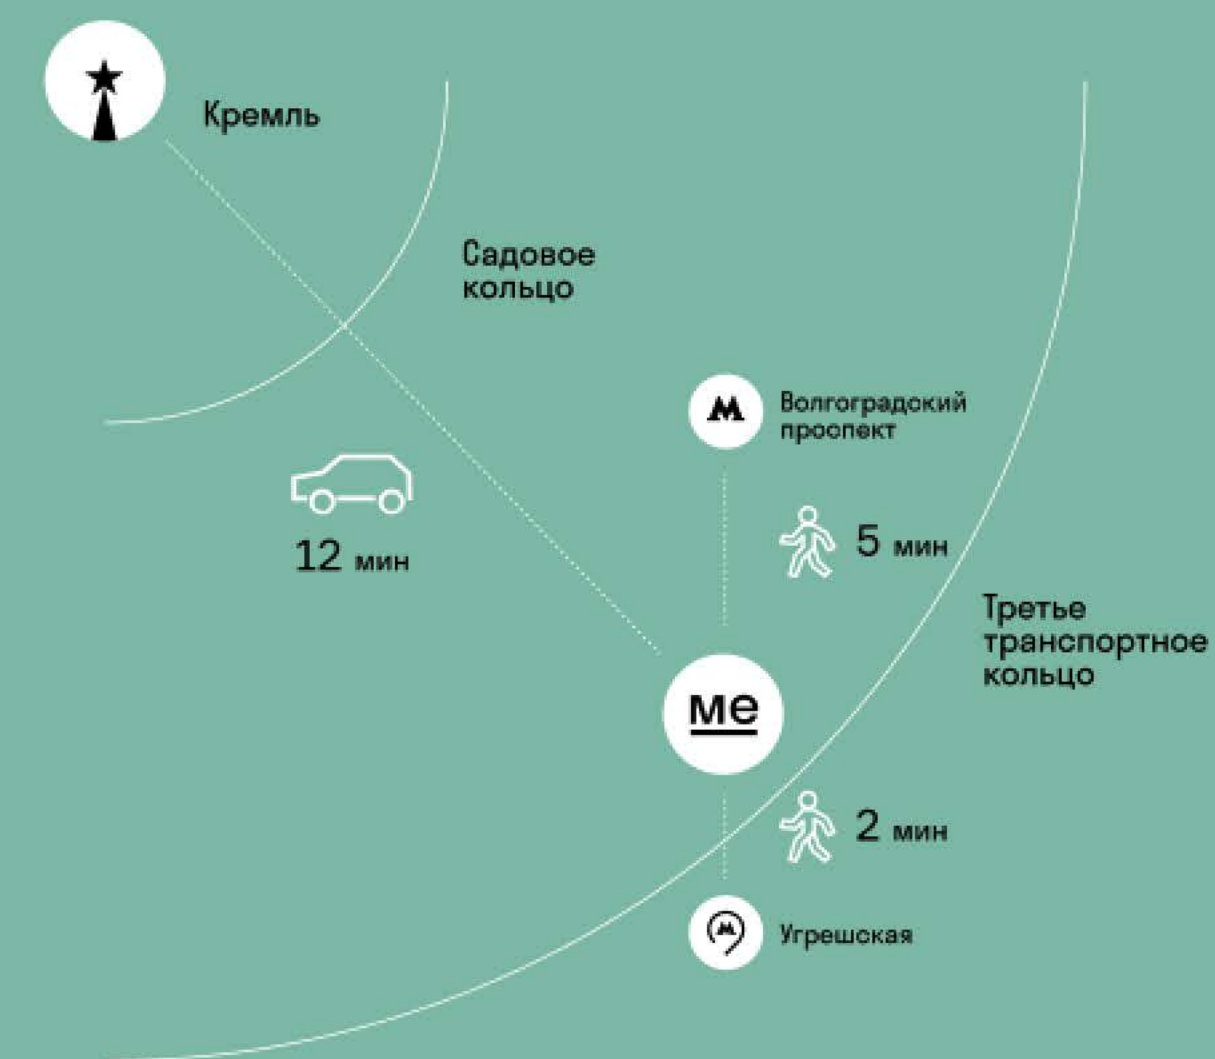 Кремль
Садовое
кольцо
М
Волгоградский
проспект
12 мин
5 мин
Третье
транспортное
кольцо
ме
2 мин
М
Угрешская